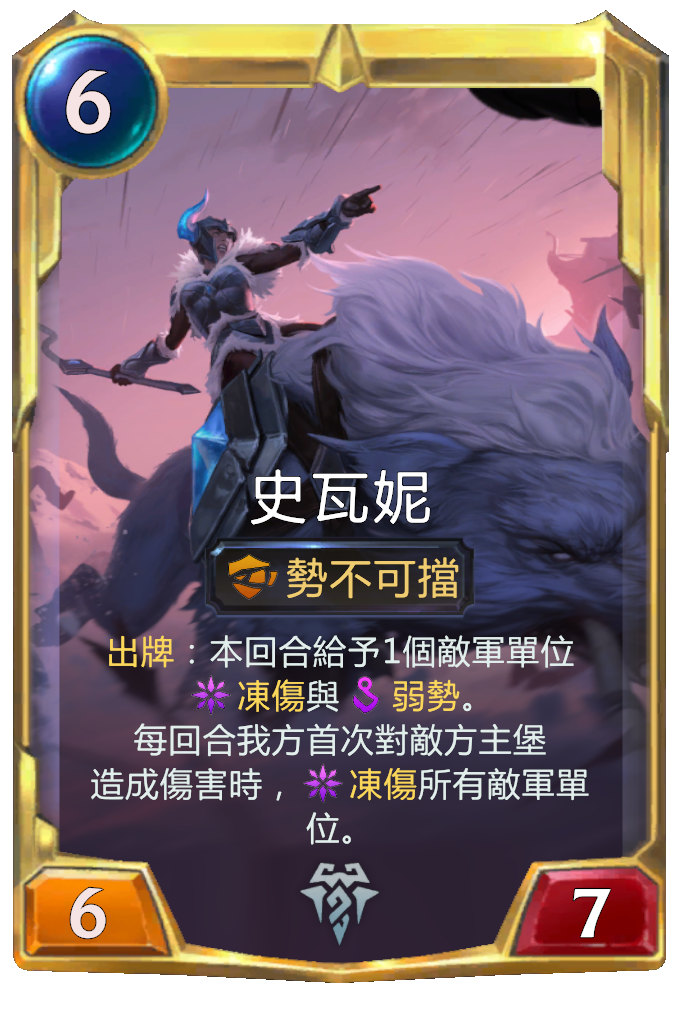 6
史瓦妮
勢不可擋
出牌：本回合給予1個敵軍單位
凍傷與 弱勢。
每回合我方首次對敵方主堡
造成傷害時，凍傷所有敵軍單
位。
6
7